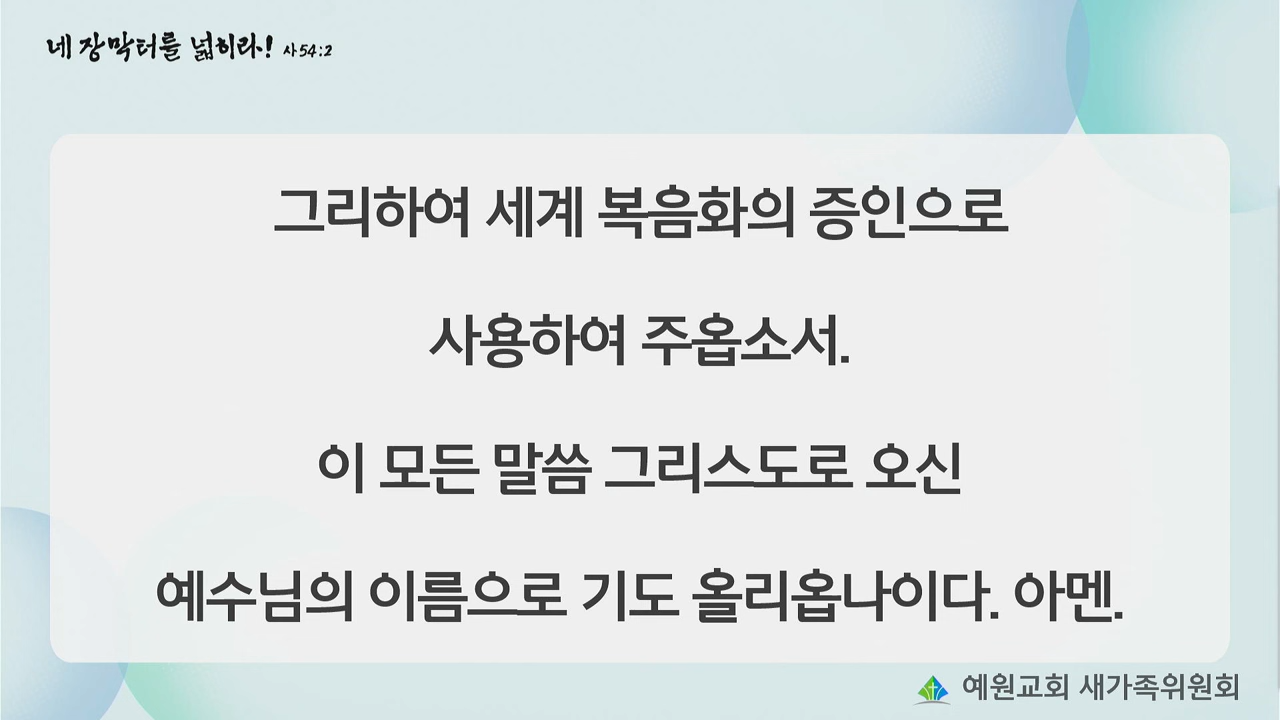 네 장막터를 넓히라! 사54:2
그리하여 세계 복음화의 증인으로
사용하여 주옵소서.
이 모든 말씀 그리스도로 오신
예수님의 이름으로 기도 올리옵나이다. 아멘.
예원교회 새가족위원회